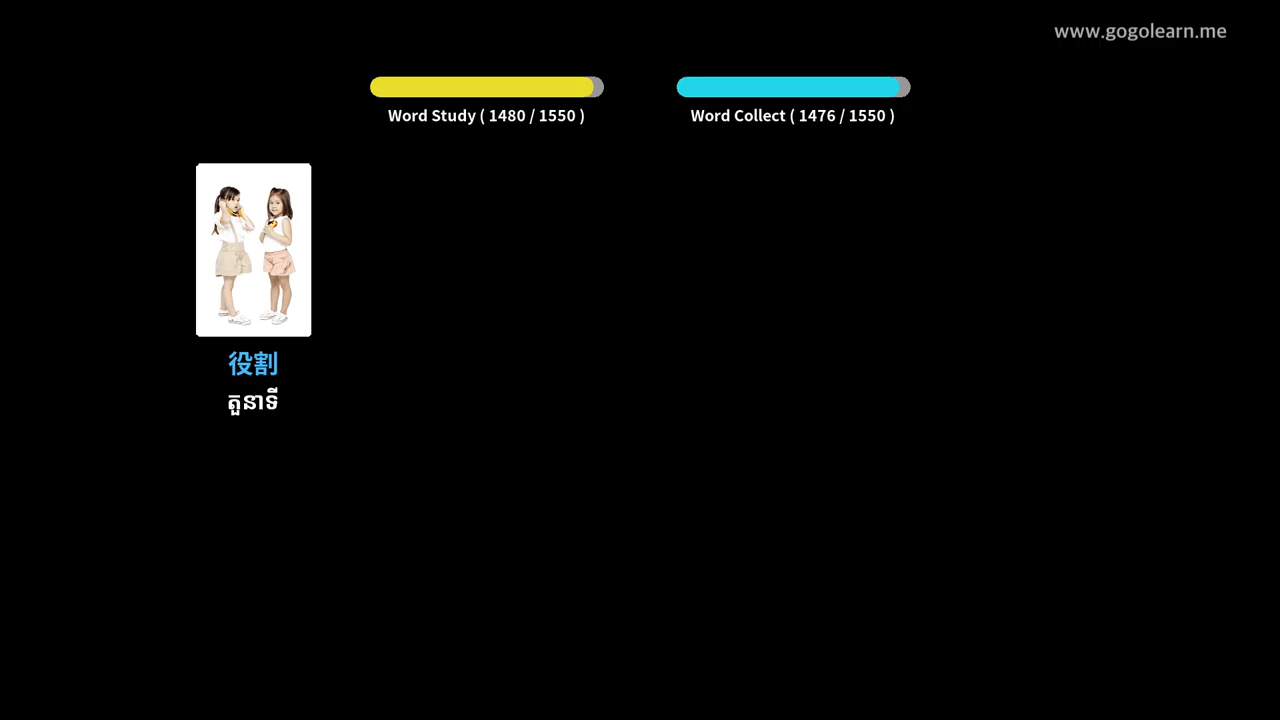 www.gogolearn.me
Word Study ( 1480 / 1550 )
Word Collect ( 1476 / 1550 )
役割
តួនាទី